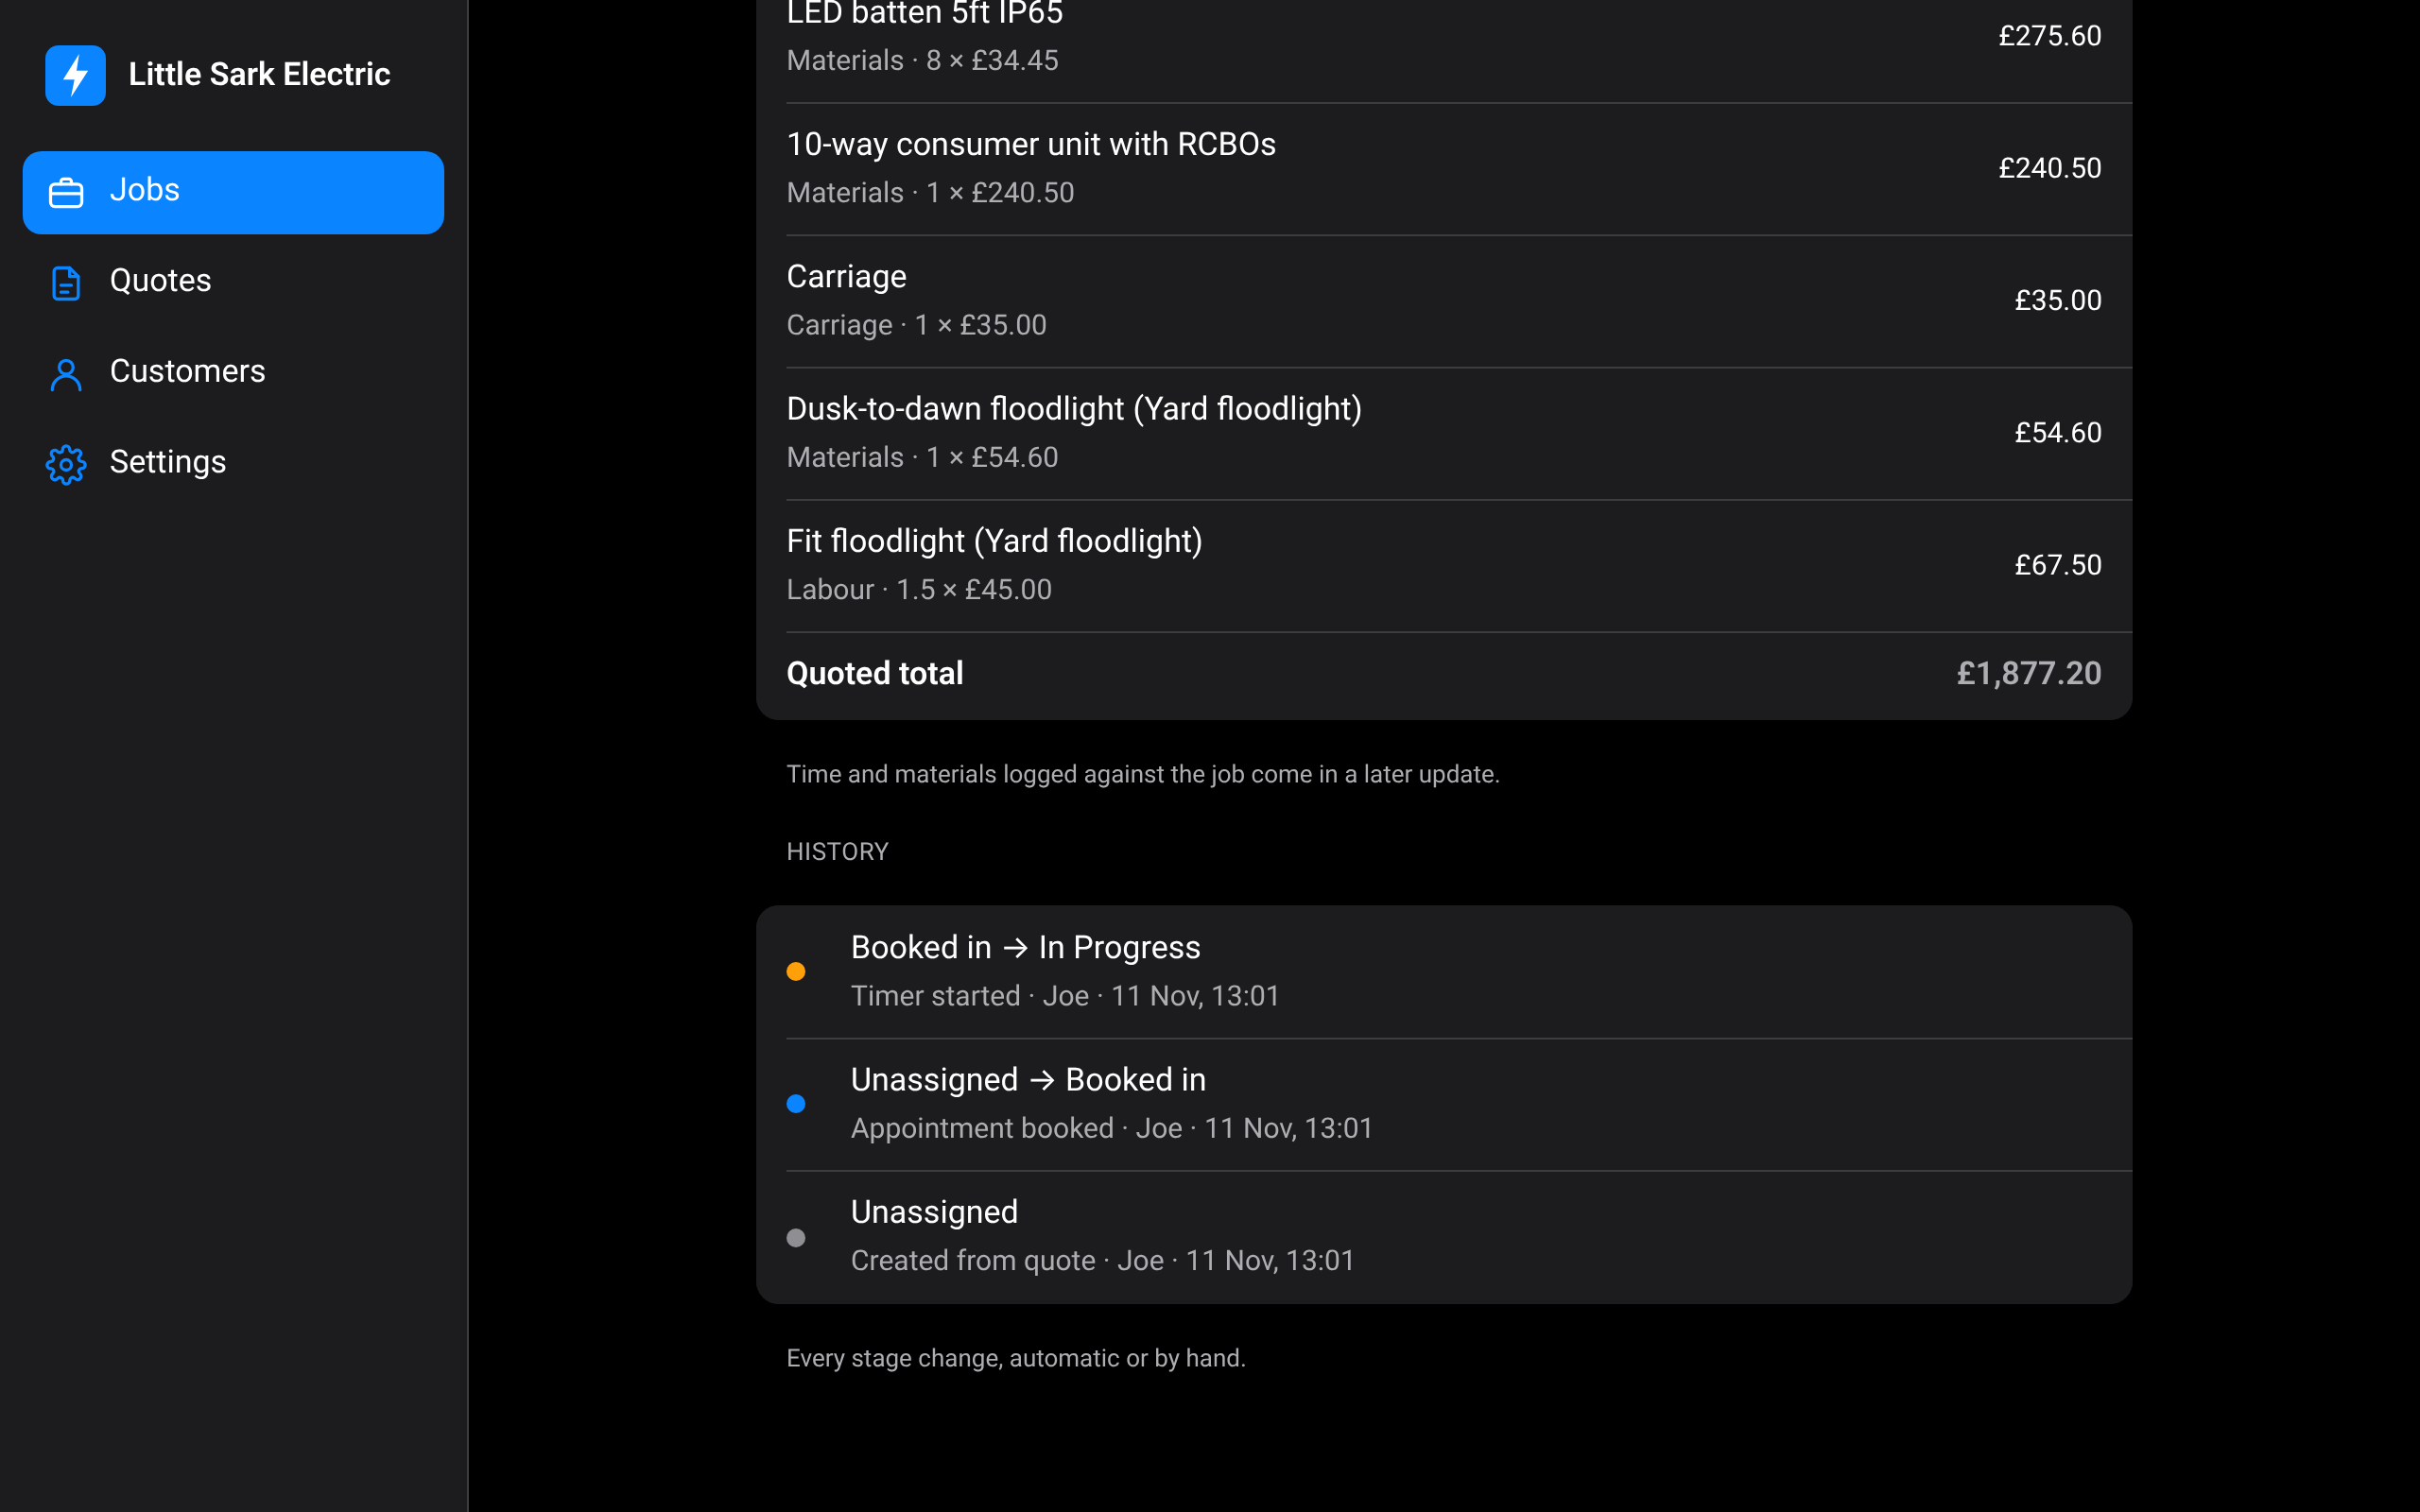 Little Sark Electric
Jobs
Quotes
Customers
Settings
LED batten 5ft IP65
Materials · 8 × £34.45
£275.60
10-way consumer unit with RCBOs
Materials · 1 × £240.50
£240.50
Carriage
Carriage · 1 × £35.00
£35.00
Dusk-to-dawn floodlight (Yard floodlight)
Materials · 1 × £54.60
£54.60
Fit floodlight (Yard floodlight)
Labour · 1.5 × £45.00
£67.50
Quoted total
£1,877.20
Time and materials logged against the job come in a later update.
HISTORY
Booked in → In Progress
Timer started · Joe · 11 Nov, 13:01
Unassigned → Booked in
Appointment booked · Joe · 11 Nov, 13:01
Unassigned
Created from quote · Joe · 11 Nov, 13:01
Every stage change, automatic or by hand.